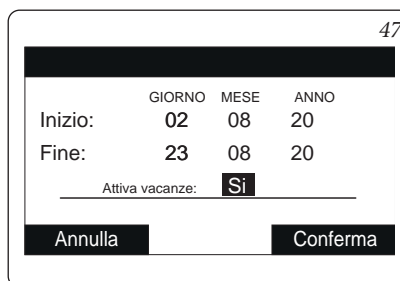 47
GIORNO MESE ANNO
Inizio: 02 08 20
Fine: 23 08 20
Attiva vacanze: Si
Annulla Conferma